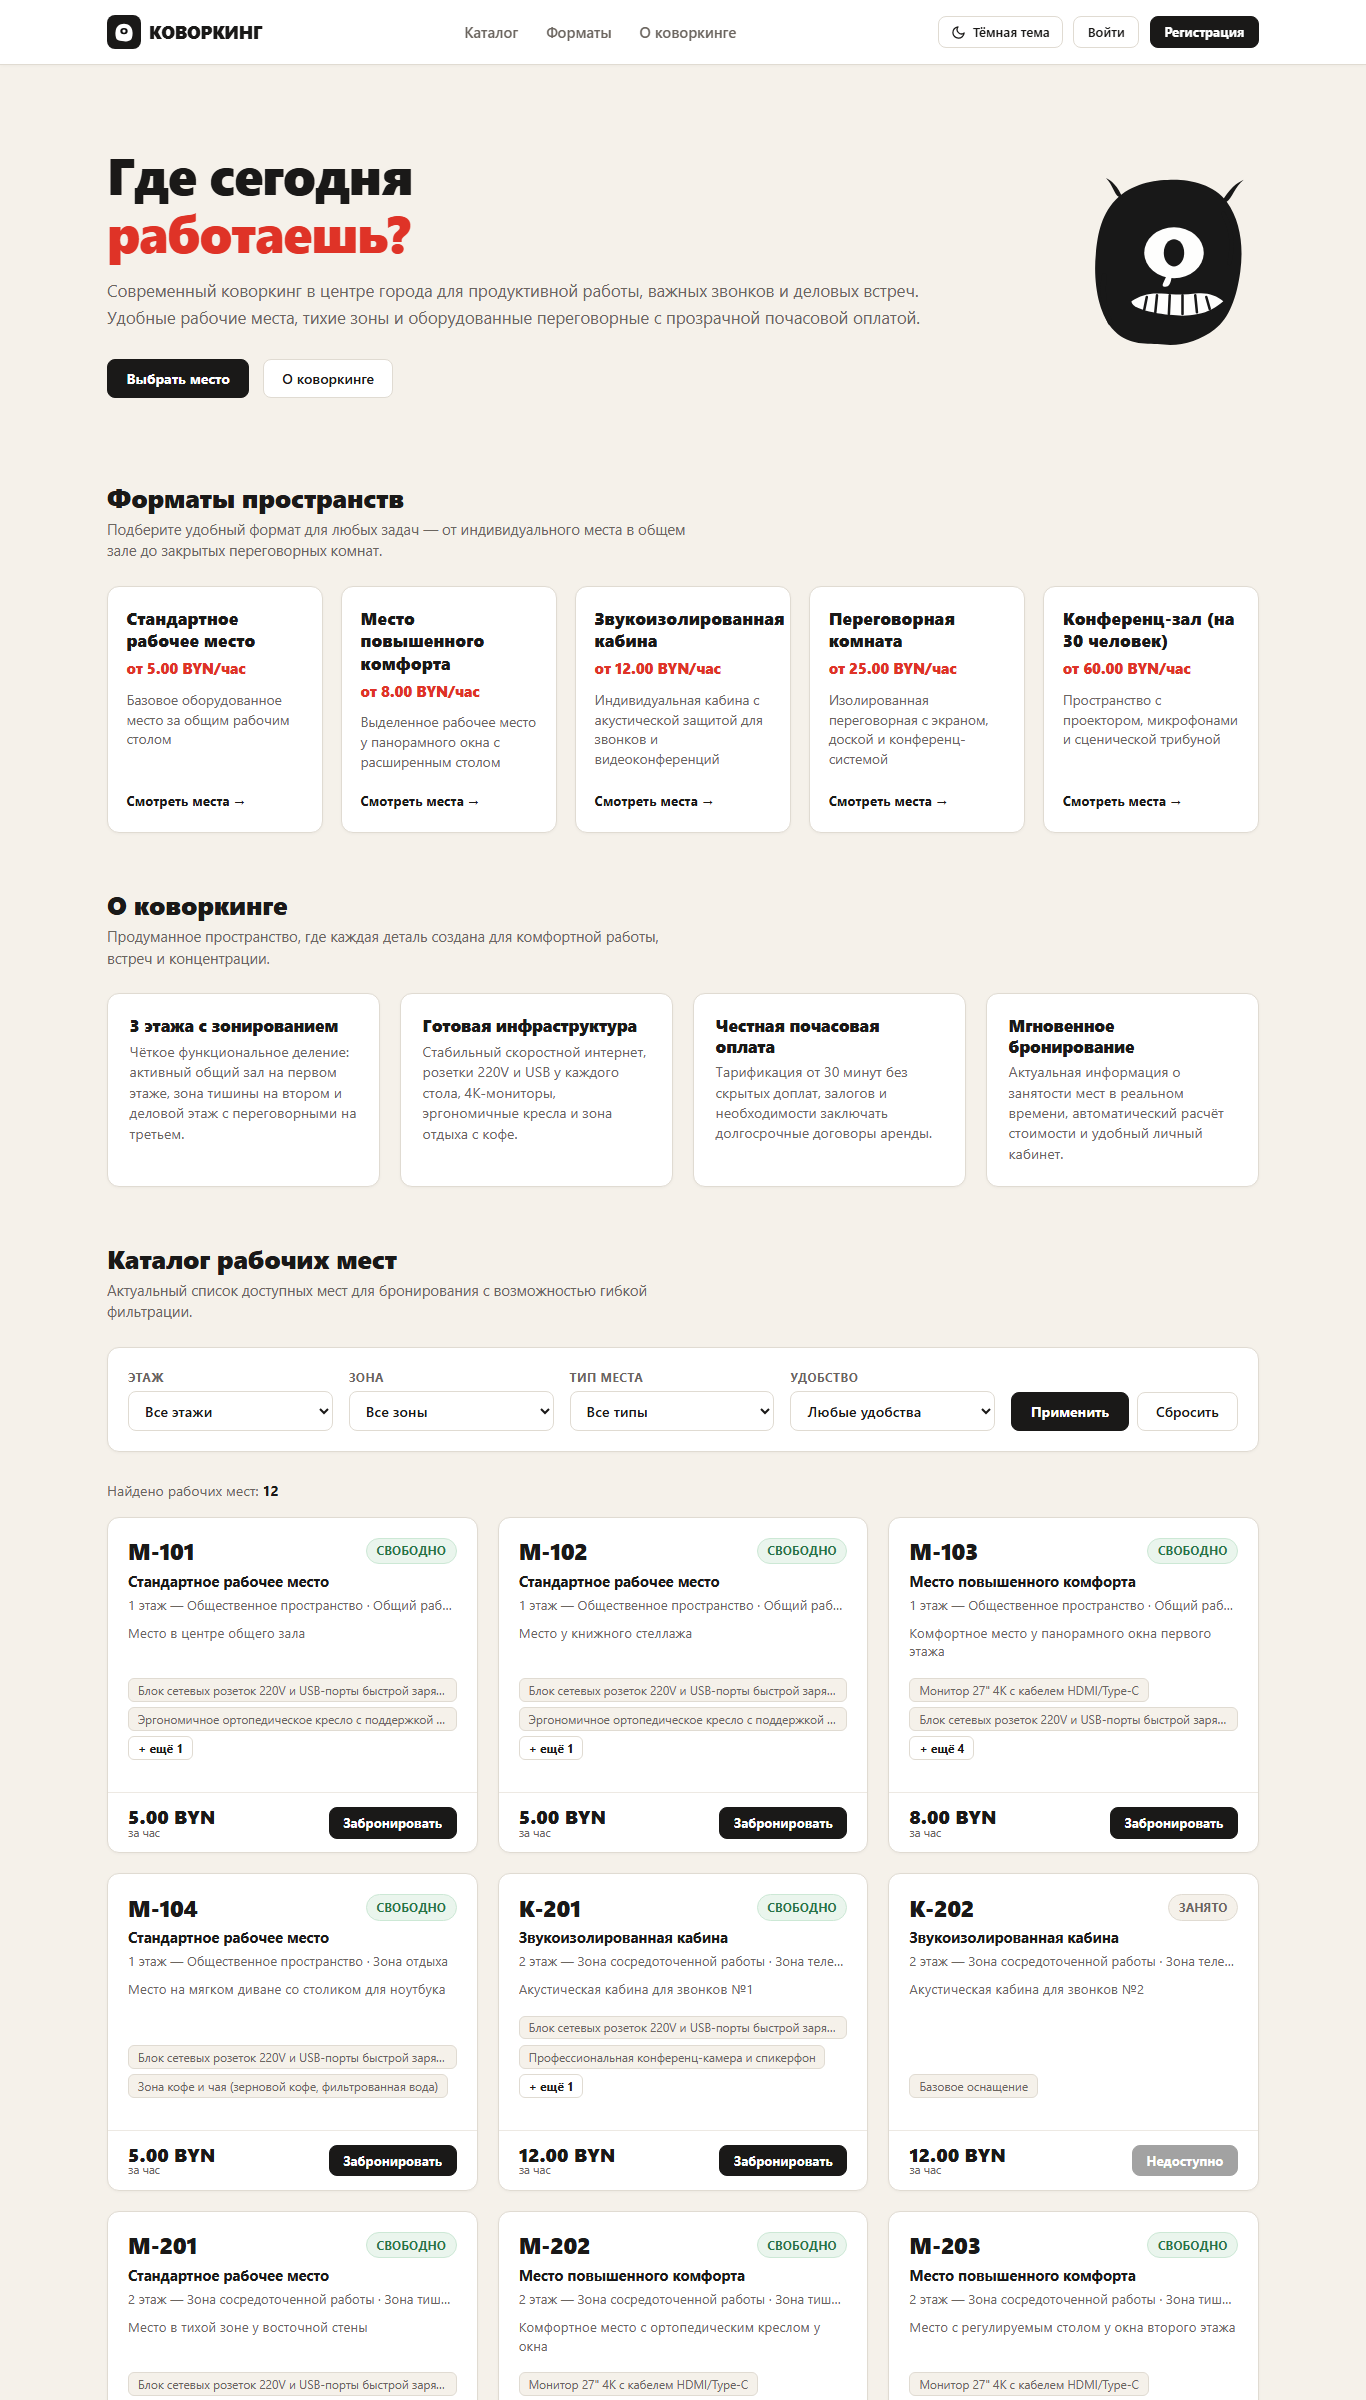 КОВОРКИНГ
Каталог
Форматы
О коворкинге
Тёмная тема
Войти
Регистрация
Где сегодня
работаешь?
Современный коворкинг в центре города для продуктивной работы, важных звонков и деловых встреч.
Удобные рабочие места, тихие зоны и оборудованные переговорные с прозрачной почасовой оплатой.
Выбрать место
О коворкинге
Форматы пространств
Подберите удобный формат для любых задач — от индивидуального места в общем
зале до закрытых переговорных комнат.
Стандартное
рабочее место
от 5.00 BYN/час
Базовое оборудованное
место за общим рабочим
столом
Смотреть места →
Место
повышенного
комфорта
от 8.00 BYN/час
Выделенное рабочее место
у панорамного окна с
расширенным столом
Смотреть места →
Звукоизолированная
кабина
от 12.00 BYN/час
Индивидуальная кабина с
акустической защитой для
звонков и
видеоконференций
Смотреть места →
Переговорная
комната
от 25.00 BYN/час
Изолированная
переговорная с экраном,
доской и конференц-
системой
Смотреть места →
Конференц-зал (на
30 человек)
от 60.00 BYN/час
Пространство с
проектором, микрофонами
и сценической трибуной
Смотреть места →
О коворкинге
Продуманное пространство, где каждая деталь создана для комфортной работы,
встреч и концентрации.
3 этажа с зонированием
Чёткое функциональное деление:
активный общий зал на первом
этаже, зона тишины на втором и
деловой этаж с переговорными на
третьем.
Готовая инфраструктура
Стабильный скоростной интернет,
розетки 220V и USB у каждого
стола, 4K-мониторы,
эргономичные кресла и зона
отдыха с кофе.
Честная почасовая
оплата
Тарификация от 30 минут без
скрытых доплат, залогов и
необходимости заключать
долгосрочные договоры аренды.
Мгновенное
бронирование
Актуальная информация о
занятости мест в реальном
времени, автоматический расчёт
стоимости и удобный личный
кабинет.
Каталог рабочих мест
Актуальный список доступных мест для бронирования с возможностью гибкой
фильтрации.
ЭТАЖ
Все этажи
ЗОНА
Все зоны
ТИП МЕСТА
Все типы
УДОБСТВО
Любые удобства
Применить
Сбросить
Найдено рабочих мест: 12
М-101
СВОБОДНО
Стандартное рабочее место
1 этаж — Общественное пространство · Общий раб...
Место в центре общего зала
Блок сетевых розеток 220V и USB-порты быстрой заря...
Эргономичное ортопедическое кресло с поддержкой ...
+ ещё 1
5.00 BYN
за час
Забронировать
М-102
СВОБОДНО
Стандартное рабочее место
1 этаж — Общественное пространство · Общий раб...
Место у книжного стеллажа
Блок сетевых розеток 220V и USB-порты быстрой заря...
Эргономичное ортопедическое кресло с поддержкой ...
+ ещё 1
5.00 BYN
за час
Забронировать
М-103
СВОБОДНО
Место повышенного комфорта
1 этаж — Общественное пространство · Общий раб...
Комфортное место у панорамного окна первого
этажа
Монитор 27" 4K с кабелем HDMI/Type-C
Блок сетевых розеток 220V и USB-порты быстрой заря...
+ ещё 4
8.00 BYN
за час
Забронировать
М-104
СВОБОДНО
Стандартное рабочее место
1 этаж — Общественное пространство · Зона отдыха
Место на мягком диване со столиком для ноутбука
Блок сетевых розеток 220V и USB-порты быстрой заря...
Зона кофе и чая (зерновой кофе, фильтрованная вода)
5.00 BYN
за час
Забронировать
К-201
СВОБОДНО
Звукоизолированная кабина
2 этаж — Зона сосредоточенной работы · Зона теле...
Акустическая кабина для звонков №1
Блок сетевых розеток 220V и USB-порты быстрой заря...
Профессиональная конференц-камера и спикерфон
+ ещё 1
12.00 BYN
за час
Забронировать
К-202
ЗАНЯТО
Звукоизолированная кабина
2 этаж — Зона сосредоточенной работы · Зона теле...
Акустическая кабина для звонков №2
Базовое оснащение
12.00 BYN
за час
Недоступно
М-201
СВОБОДНО
Стандартное рабочее место
2 этаж — Зона сосредоточенной работы · Зона тиш...
Место в тихой зоне у восточной стены
Блок сетевых розеток 220V и USB-порты быстрой заря...
М-202
СВОБОДНО
Место повышенного комфорта
2 этаж — Зона сосредоточенной работы · Зона тиш...
Комфортное место с ортопедическим креслом у
окна
Монитор 27" 4K с кабелем HDMI/Type-C
М-203
СВОБОДНО
Место повышенного комфорта
2 этаж — Зона сосредоточенной работы · Зона тиш...
Место с регулируемым столом у окна второго этажа
Монитор 27" 4K с кабелем HDMI/Type-C